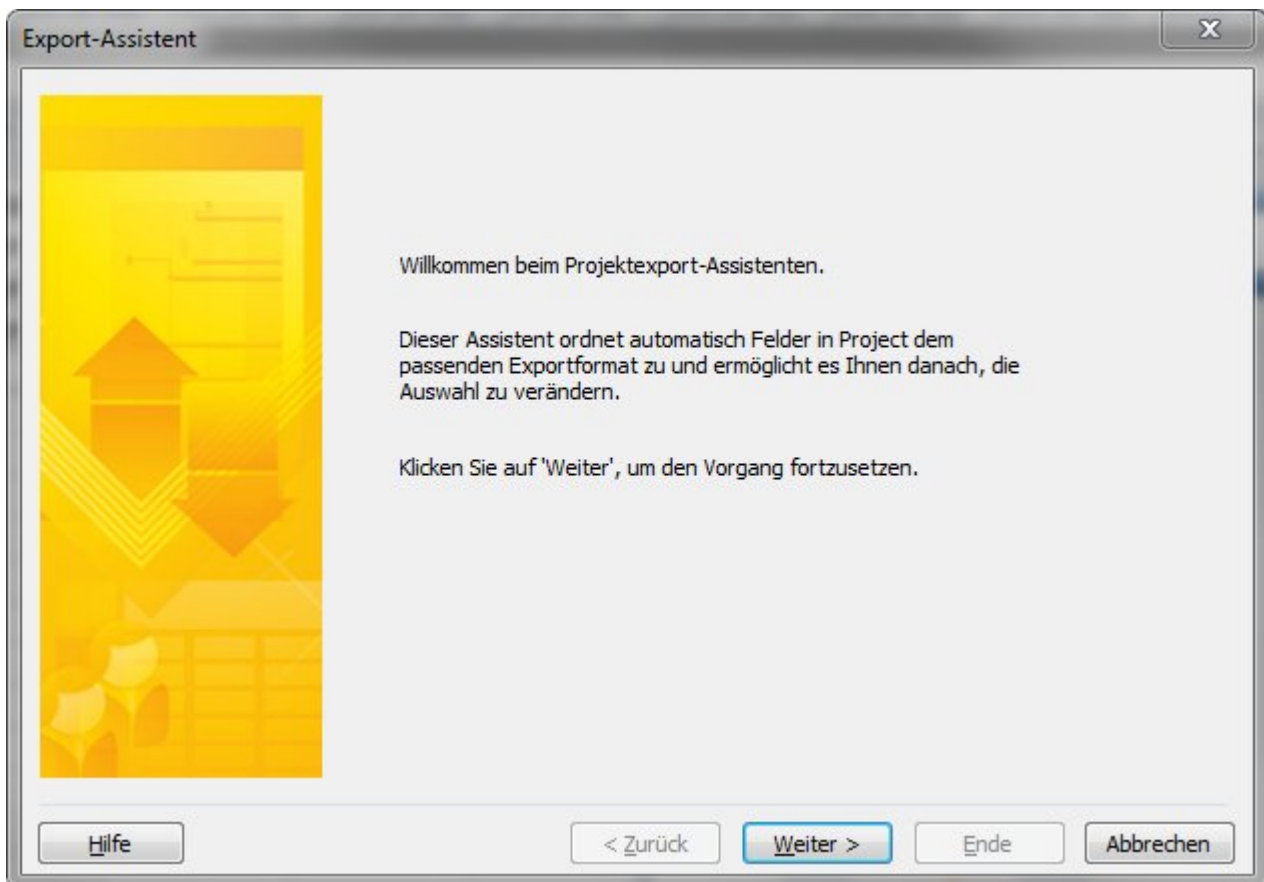 Export-Assistent
Willkommen beim Projektexport-Assistenten.
Dieser Assistent ordnet automatisch Felder in Project dem
passenden Exportformat zu und ermöglicht es Ihnen danach, die
Auswahl zu verändern.
Klicken Sie auf 'Weiter', um den Vorgang fortzusetzen.
Hilfe < Zurück Weiter > Ende Abbrechen